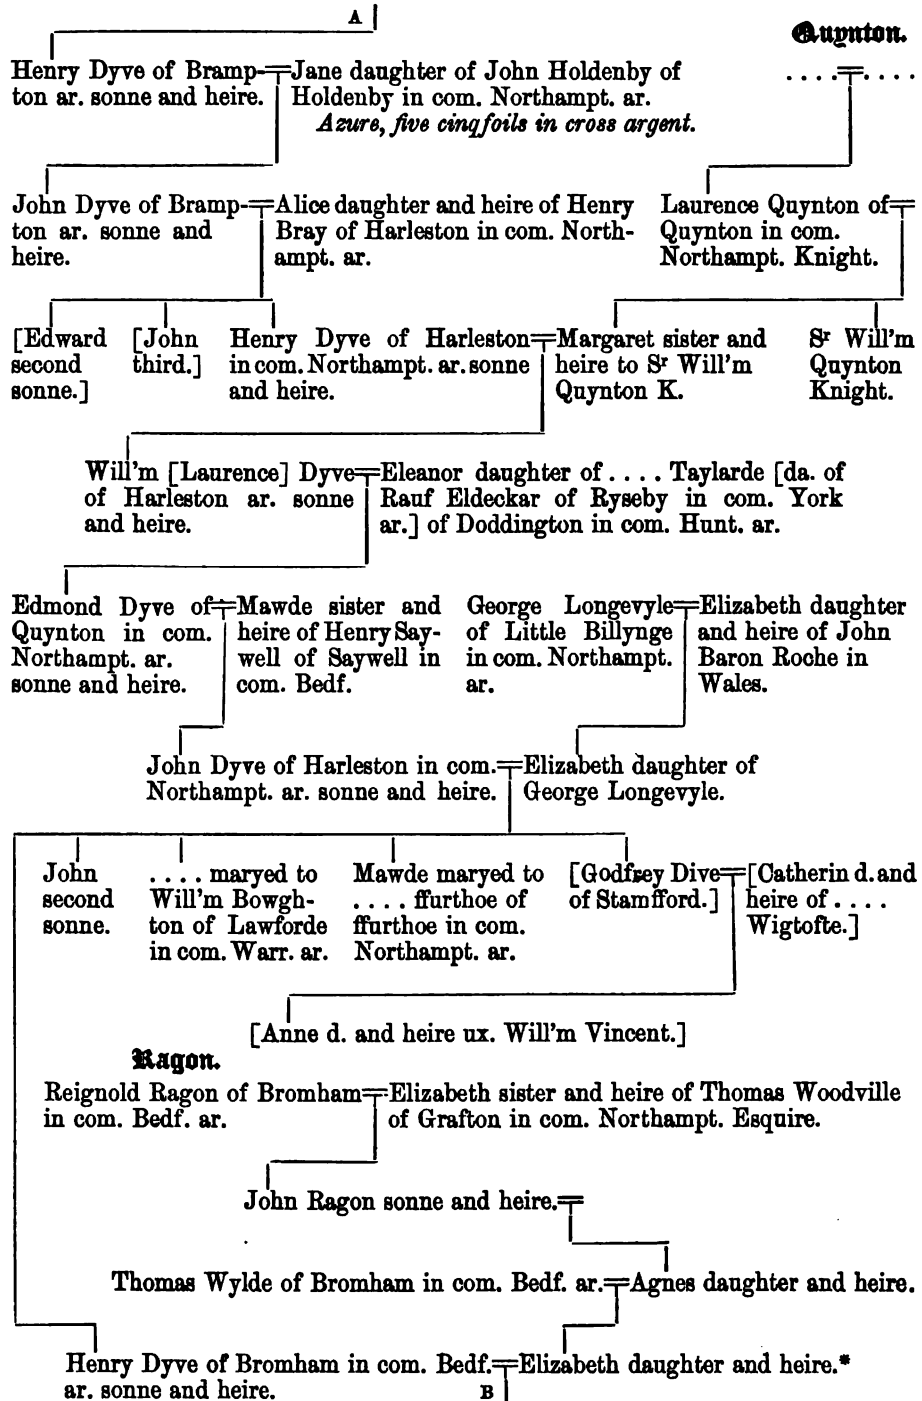 A
Quynton.
Henry Dyve of Bramp-
ton ar. sonne and heire.
Jane daughter of John Holdenby of
Holdenby in com. Northampt. ar.
Azure, five cinqfoils in cross argent.
. . . . . . . .
John Dyve of Bramp-
ton ar. sonne and
heire.
Alice daughter and heire of Henry
Bray of Harleston in com. North-
ampt. ar.
Laurence Quynton of
Quynton in com.
Northampt. Knight.
[Edward
second
sonne.]
[John
third.]
Henry Dyve of Harleston
in com. Northampt. ar. sonne
and heire.
Margaret sister and
heire to Sr Will'm
Quynton K.
Sr Will'm
Quynton
Knight.
Will'm [Laurence] Dyve
of Harleston ar. sonne
and heire.
Eleanor daughter of . . . . Taylarde [da. of
Rauf Eldeckar of Ryseby in com. York
ar.] of Doddington in com. Hunt. ar.
Edmond Dyve of
Quynton in com.
Northampt. ar.
sonne and heire.
Mawde sister and
heire of Henry Say-
well of Saywell in
com. Bedf.
George Longevyle
of Little Billynge
in com. Northampt.
ar.
Elizabeth daughter
and heire of John
Baron Roche in
Wales.
John Dyve of Harleston in com.
Northampt. ar. sonne and heire.
Elizabeth daughter of
George Longevyle.
John
second
sonne.
. . . . maryed to
Will'm Bowgh-
ton of Lawforde
in com. Warr. ar.
Mawde maryed to
. . . . ffurthoe of
ffurthoe in com.
Northampt. ar.
[Godfrey Dive
of Stamfford.]
[Catherin d. and
heire of . . . .
Wigtofte.]
[Anne d. and heire ux. Will'm Vincent.]
Ragon.
Reignold Ragon of Bromham
in com. Bedf. ar.
Elizabeth sister and heire of Thomas Woodville
of Grafton in com. Northampt. Esquire.
John Ragon sonne and heire.
Thomas Wylde of Bromham in com. Bedf. ar.
Agnes daughter and heire.
Henry Dyve of Bromham in com. Bedf.
ar. sonne and heire.
Elizabeth daughter and heire.*
B